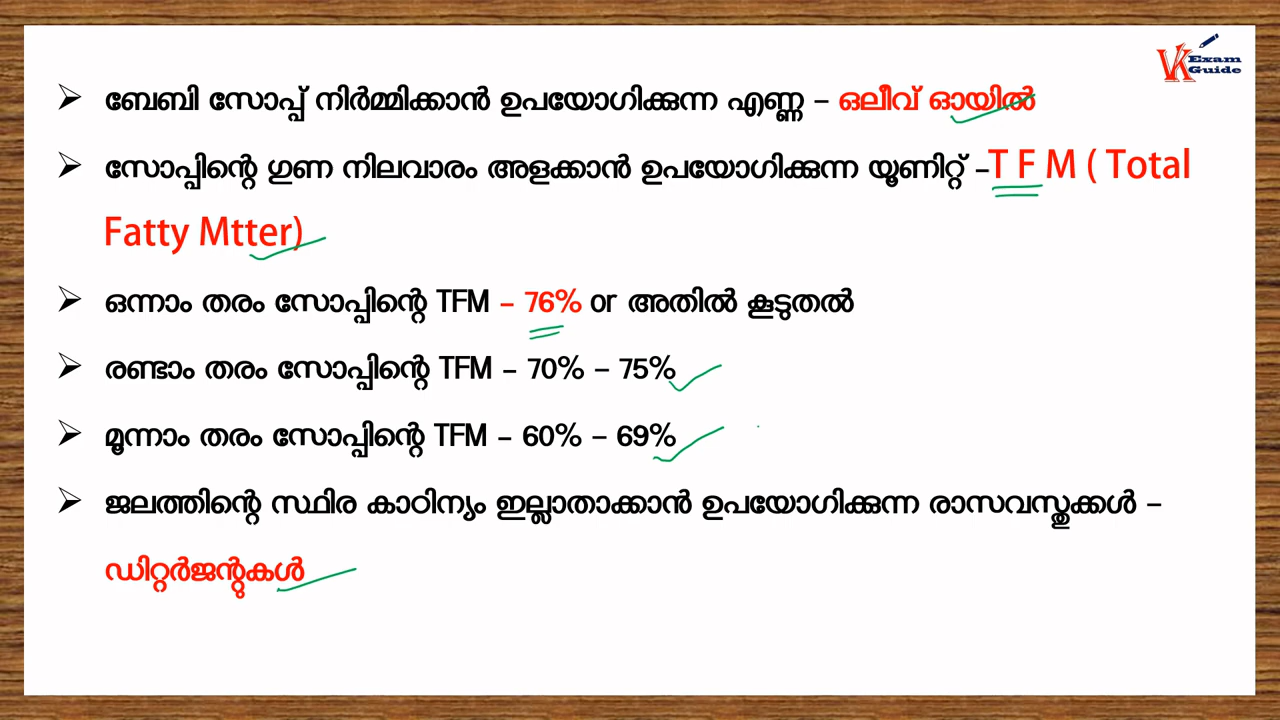 VK Exam
Guide
➢ ബേബി സോപ്പ് നിർമ്മിക്കാൻ ഉപയോഗിക്കുന്ന എണ്ണ – ഒലീവ് ഓയിൽ
➢ സോപ്പിന്റെ ഗുണ നിലവാരം അളക്കാൻ ഉപയോഗിക്കുന്ന യൂണിറ്റ് –T F M ( Total
Fatty Mtter)
➢ ഒന്നാം തരം സോപ്പിന്റെ TFM – 76% or അതിൽ കൂടുതൽ
➢ രണ്ടാം തരം സോപ്പിന്റെ TFM – 70% – 75%
➢ മൂന്നാം തരം സോപ്പിന്റെ TFM – 60% – 69%
➢ ജലത്തിന്റെ സ്ഥിര കാഠിന്യം ഇല്ലാതാക്കാൻ ഉപയോഗിക്കുന്ന രാസവസ്തുക്കൾ –
ഡിറ്റർജന്റുകൾ